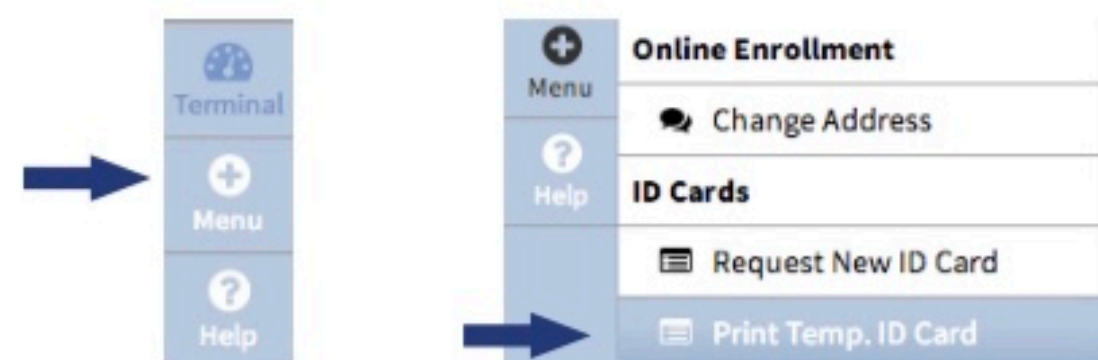 Terminal
Menu
Help
Menu
Help
Online Enrollment
Change Address
ID Cards
Request New ID Card
Print Temp. ID Card